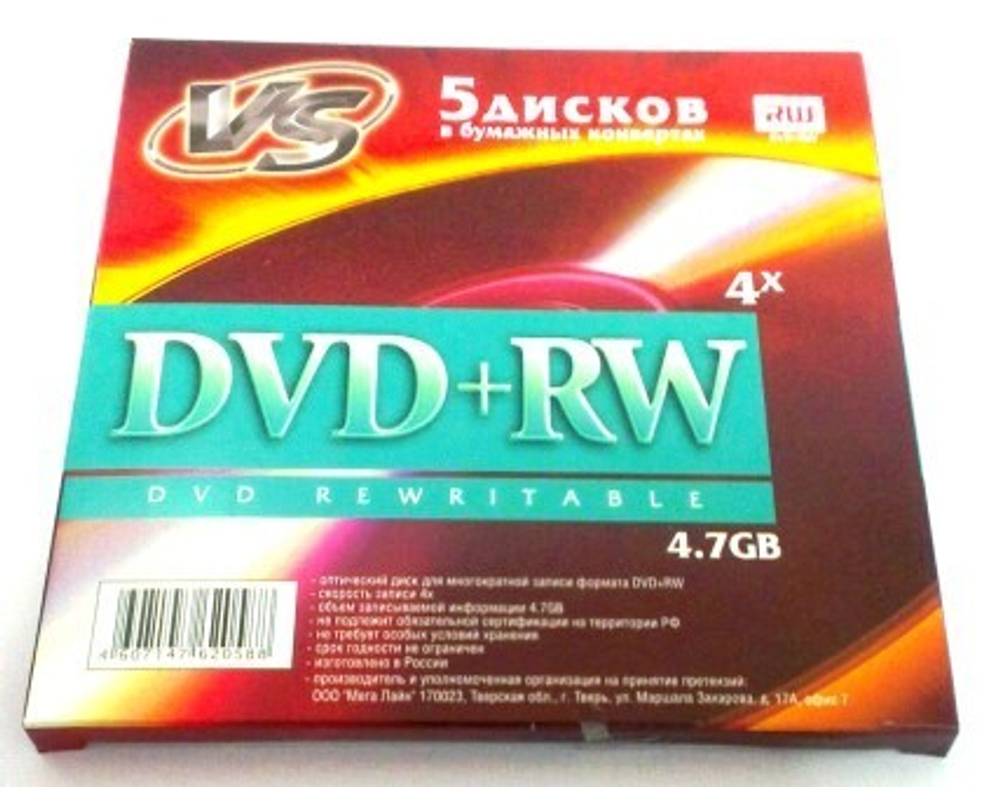 VS
5 дисков
в бумажных конвертах
RW
4x
DVD+RW
DVD REWRITABLE
4.7GB
- оптический диск для многократной записи формата DVD+RW
- скорость записи 4x
- объем записываемой информации 4.7GB
- не подлежит обязательной сертификации на территории РФ
- не требует особых условий хранения
- срок годности не ограничен
- изготовлено в России
- производитель и уполномоченная организация на принятие претензий:
ООО "Мега Лайн" 170023, Тверская обл., г. Тверь, ул. Маршала Захарова, д. 17А, офис 7
4607147620588